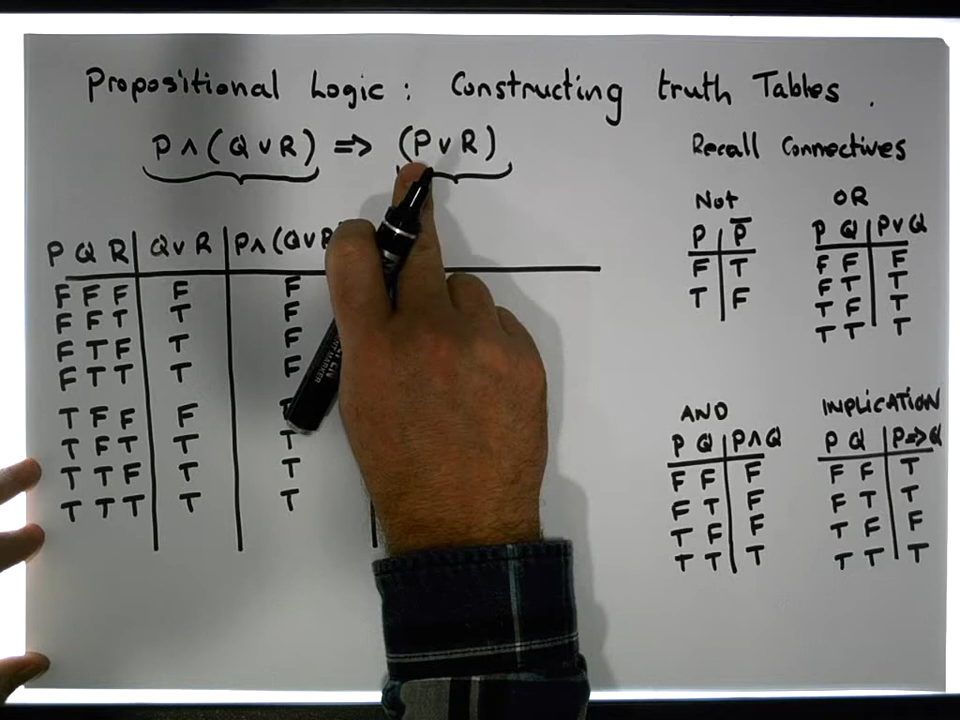 Propositional Logic : Constructing truth Tables .
P ∧ ( Q ∨ R ) => (P ∨ R)
Recall Connectives
P Q R | Q ∨ R | P ∧ (Q ∨ R
F F F | F | F
F F T | T | F
F T F | T | F
F T T | T | F
T F F | F
T F T | T | T
T T F | T | T
T T T | T | T
Not
P | P̅
F | T
T | F
OR
P Q | P ∨ Q
F F | F
F T | T
T F | T
T T | T
AND
P Q | P ∧ Q
F F | F
F T | F
T F | F
T T | T
IMPLICATION
P Q | P => Q
F F | T
F T | T
T F | F
T T | T